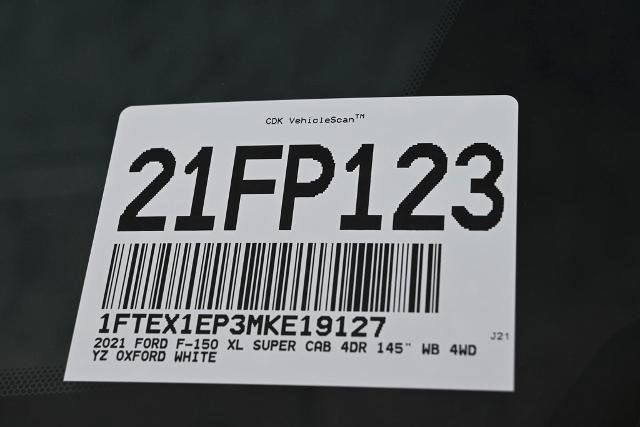 CDK VehicleScan™
21FP123
1FTEX1EP3MKE19127
J21
2021 FORD F-150 XL SUPER CAB 4DR 145" WB 4WD
YZ OXFORD WHITE